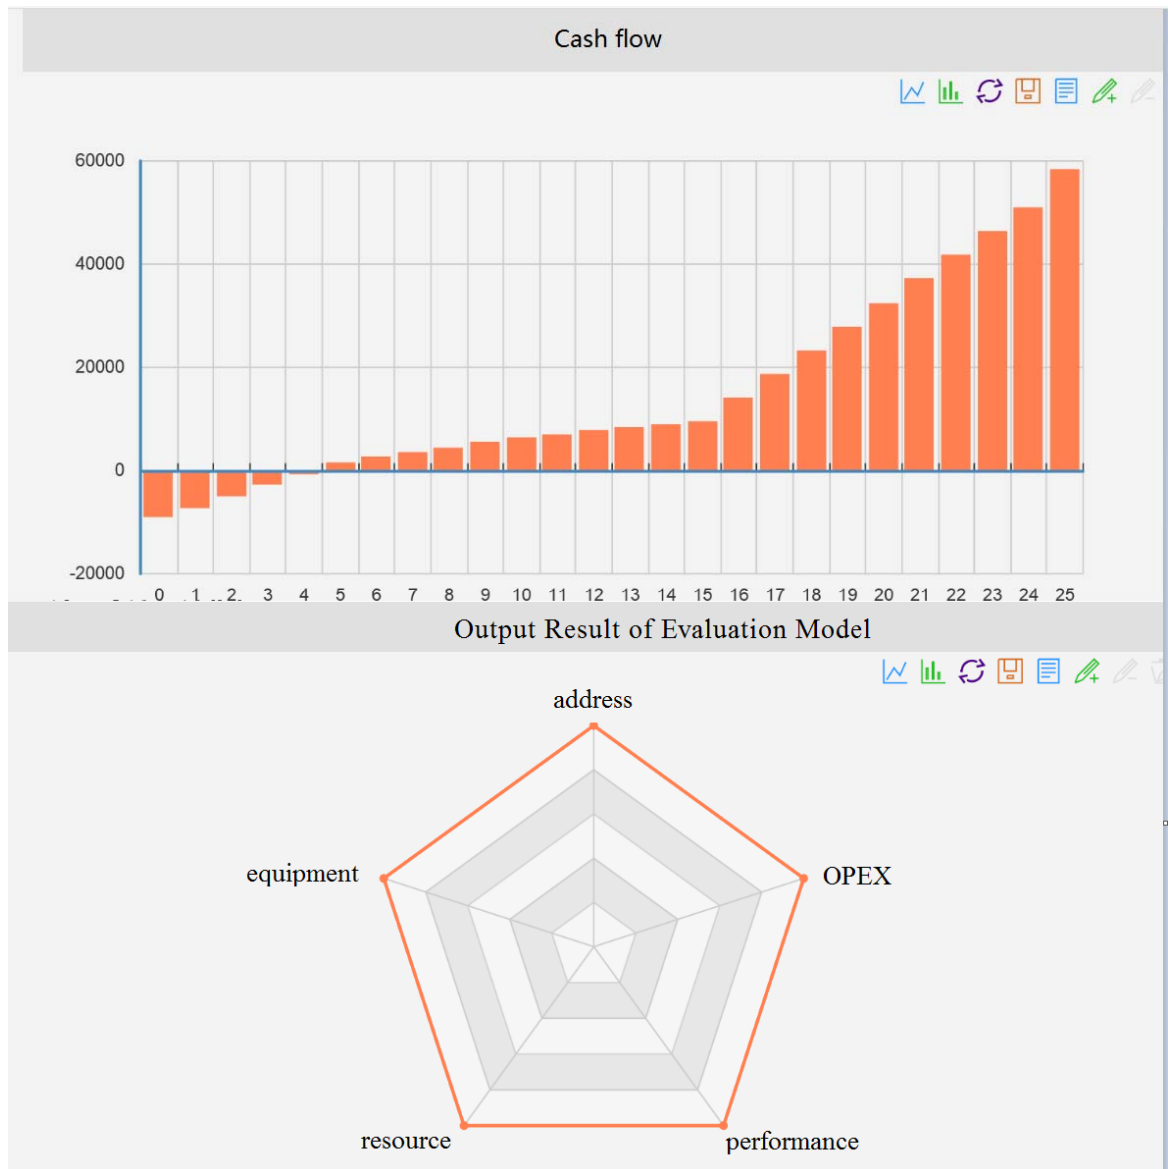 Cash flow
60000
40000
20000
0
-20000
0 1 2 3 4 5 6 7 8 9 10 11 12 13 14 15 16 17 18 19 20 21 22 23 24 25
Output Result of Evaluation Model
address
equipment
OPEX
resource
performance